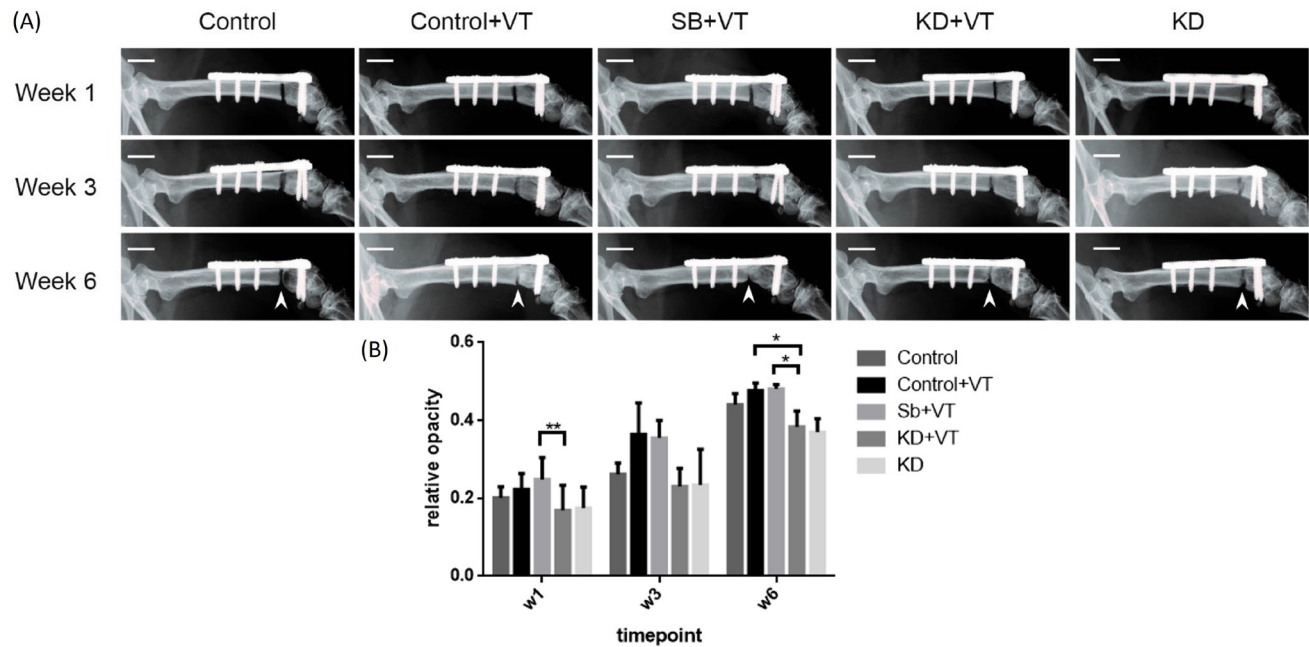 (A) Control Control+VT SB+VT KD+VT KD
Week 1
Week 3
Week 6
(B)
relative opacity
0.6
0.4
0.2
0.0
**
*
*
w1 w3 w6
timepoint
Control
Control+VT
Sb+VT
KD+VT
KD